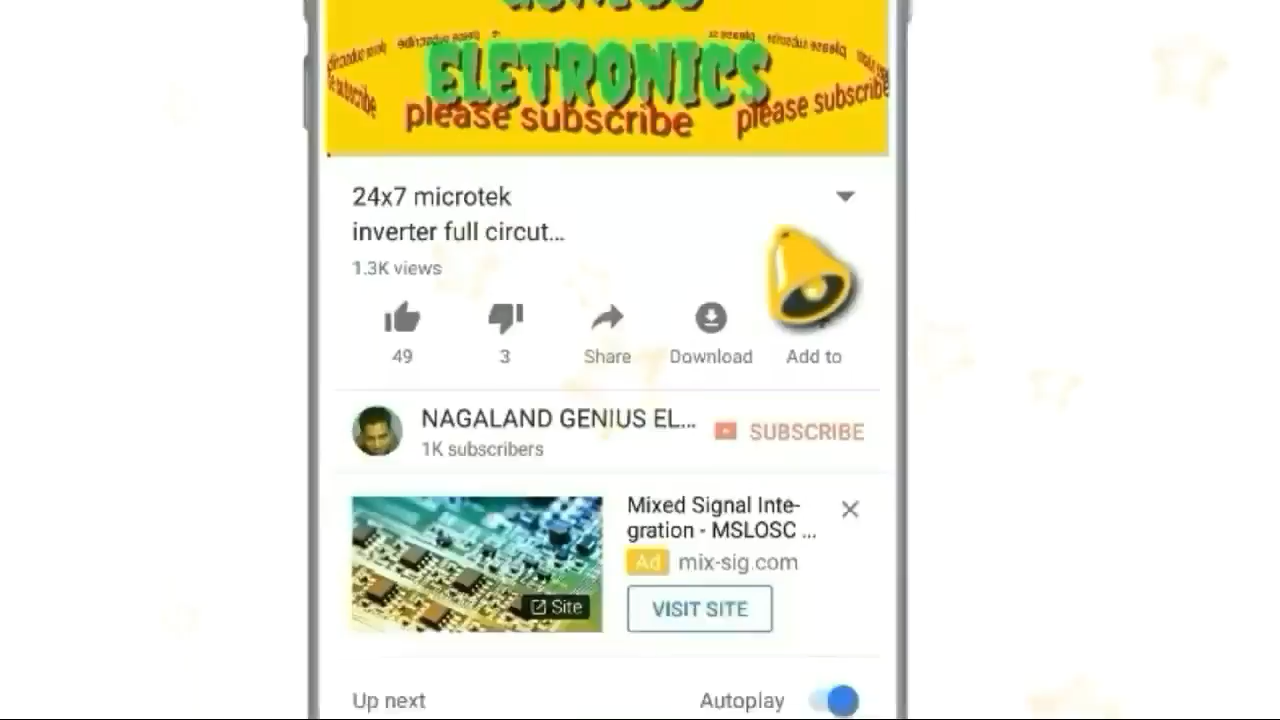 GENIUS
ELETRONICS
please subscribe
please subscribe
24x7 microtek
inverter full circut...
1.3K views
49
3
Share
Download
Add to
NAGALAND GENIUS EL...
SUBSCRIBE
1K subscribers
Mixed Signal Inte-
gration - MSLOSC ...
Ad mix-sig.com
Site
VISIT SITE
Up next
Autoplay